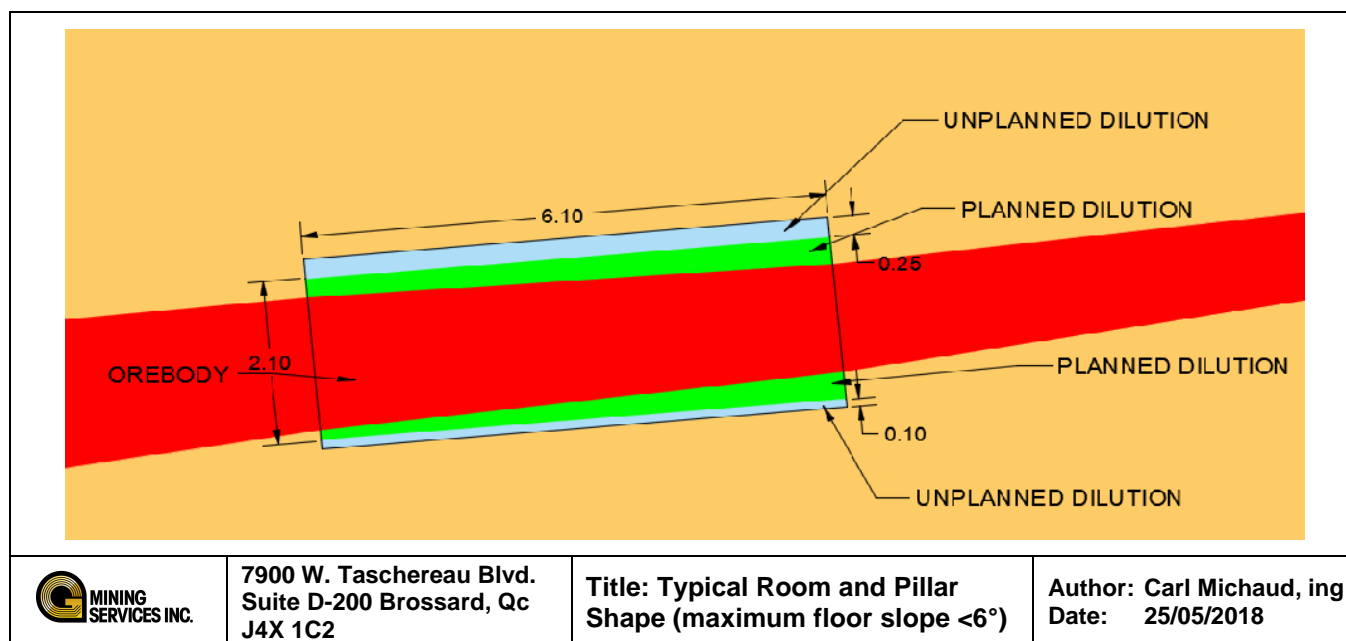 UNPLANNED DILUTION
6.10
PLANNED DILUTION
0.25
2.10
OREBODY
PLANNED DILUTION
0.10
UNPLANNED DILUTION
G MINING
SERVICES INC.
7900 W. Taschereau Blvd.
Suite D-200 Brossard, Qc
J4X 1C2
Title: Typical Room and Pillar
Shape (maximum floor slope <6°)
Author: Carl Michaud, ing
Date: 25/05/2018